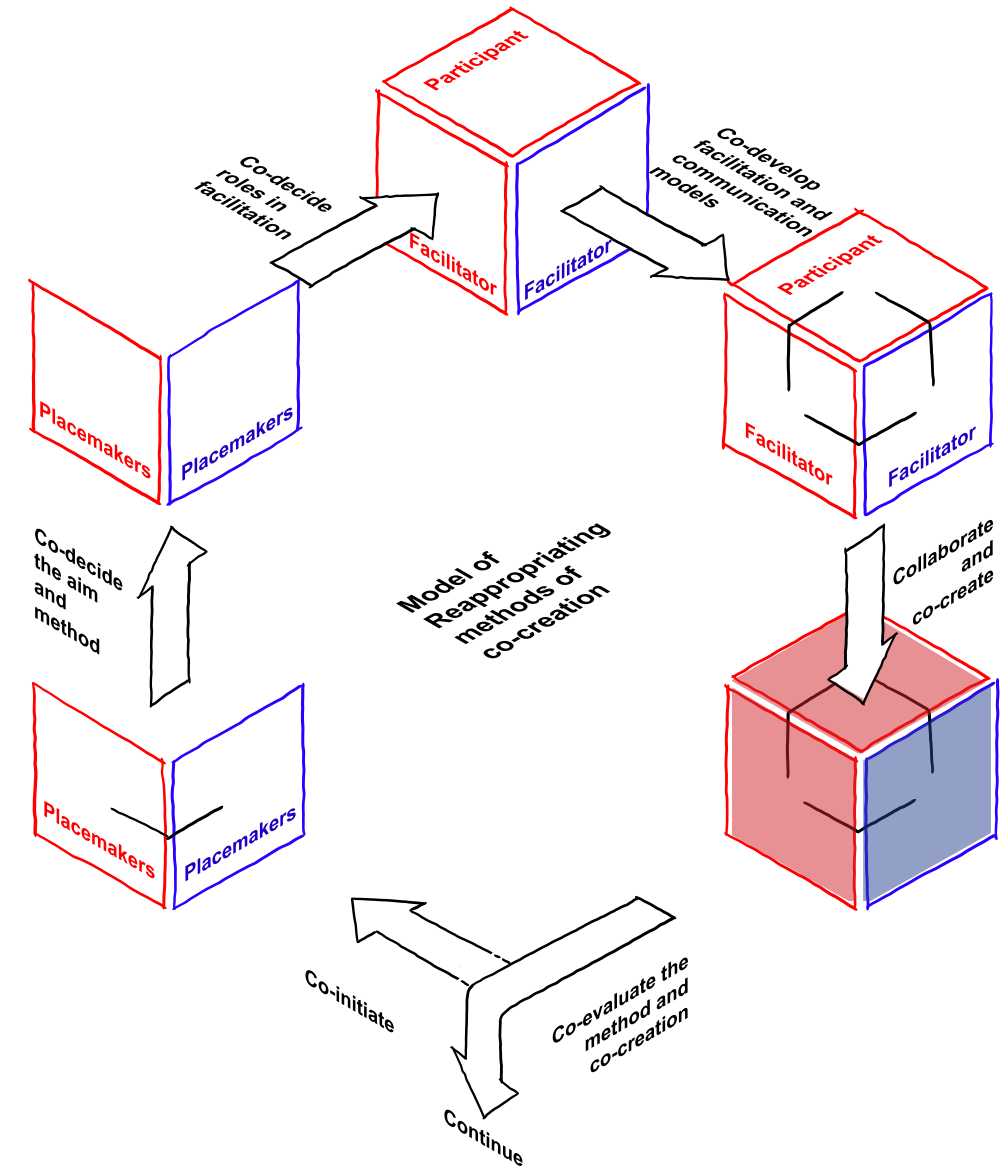 Participant
Co-decide
roles in
facilitation
Facilitator
Facilitator
Co-develop
facilitation and
communication
models
Participant
Facilitator
Facilitator
Placemakers
Placemakers
Co-decide
the aim
and
method
Model of
Reappropriating
methods of
co-creation
Collaborate
and
co-create
Placemakers
Placemakers
Co-initiate
Co-evaluate the
method and
co-creation
Continue